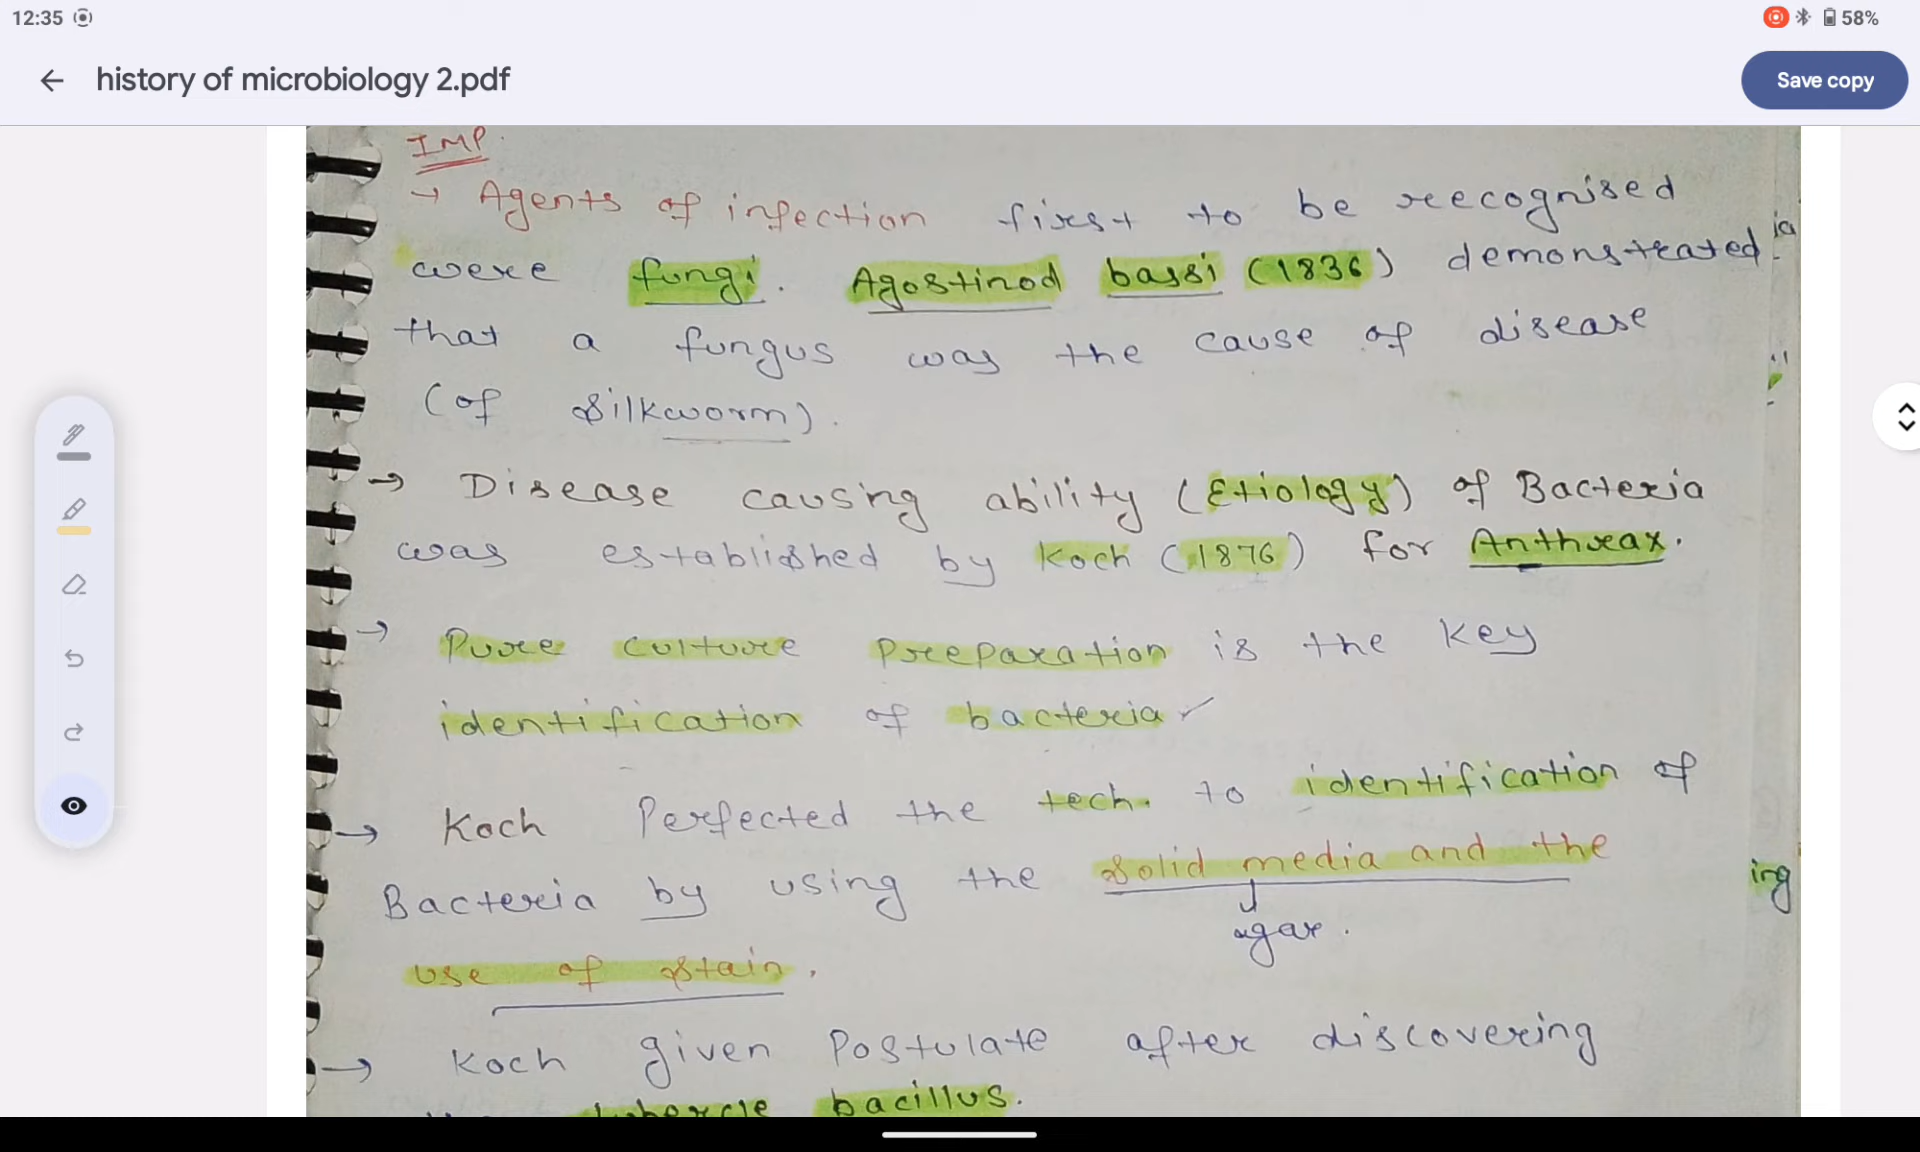 12:35
58%
history of microbiology 2.pdf
Save copy
IMP.
→ Agents of infection first to be recognised
were fungi. Agostinod bassi (1836) demonstrated
that a fungus was the cause of disease
(of Silkworm).
→ Disease causing ability (Etiology) of Bacteria
was established by Koch (1876) for Anthrax.
→ Pure culture Preparation is the key
identification of bacteria
→ Koch Perfected the tech. to identification of
Bacteria by using the solid media and the
agar.
ing
use of stain.
→ Koch given Postulate after discovering
tubercle bacillus.